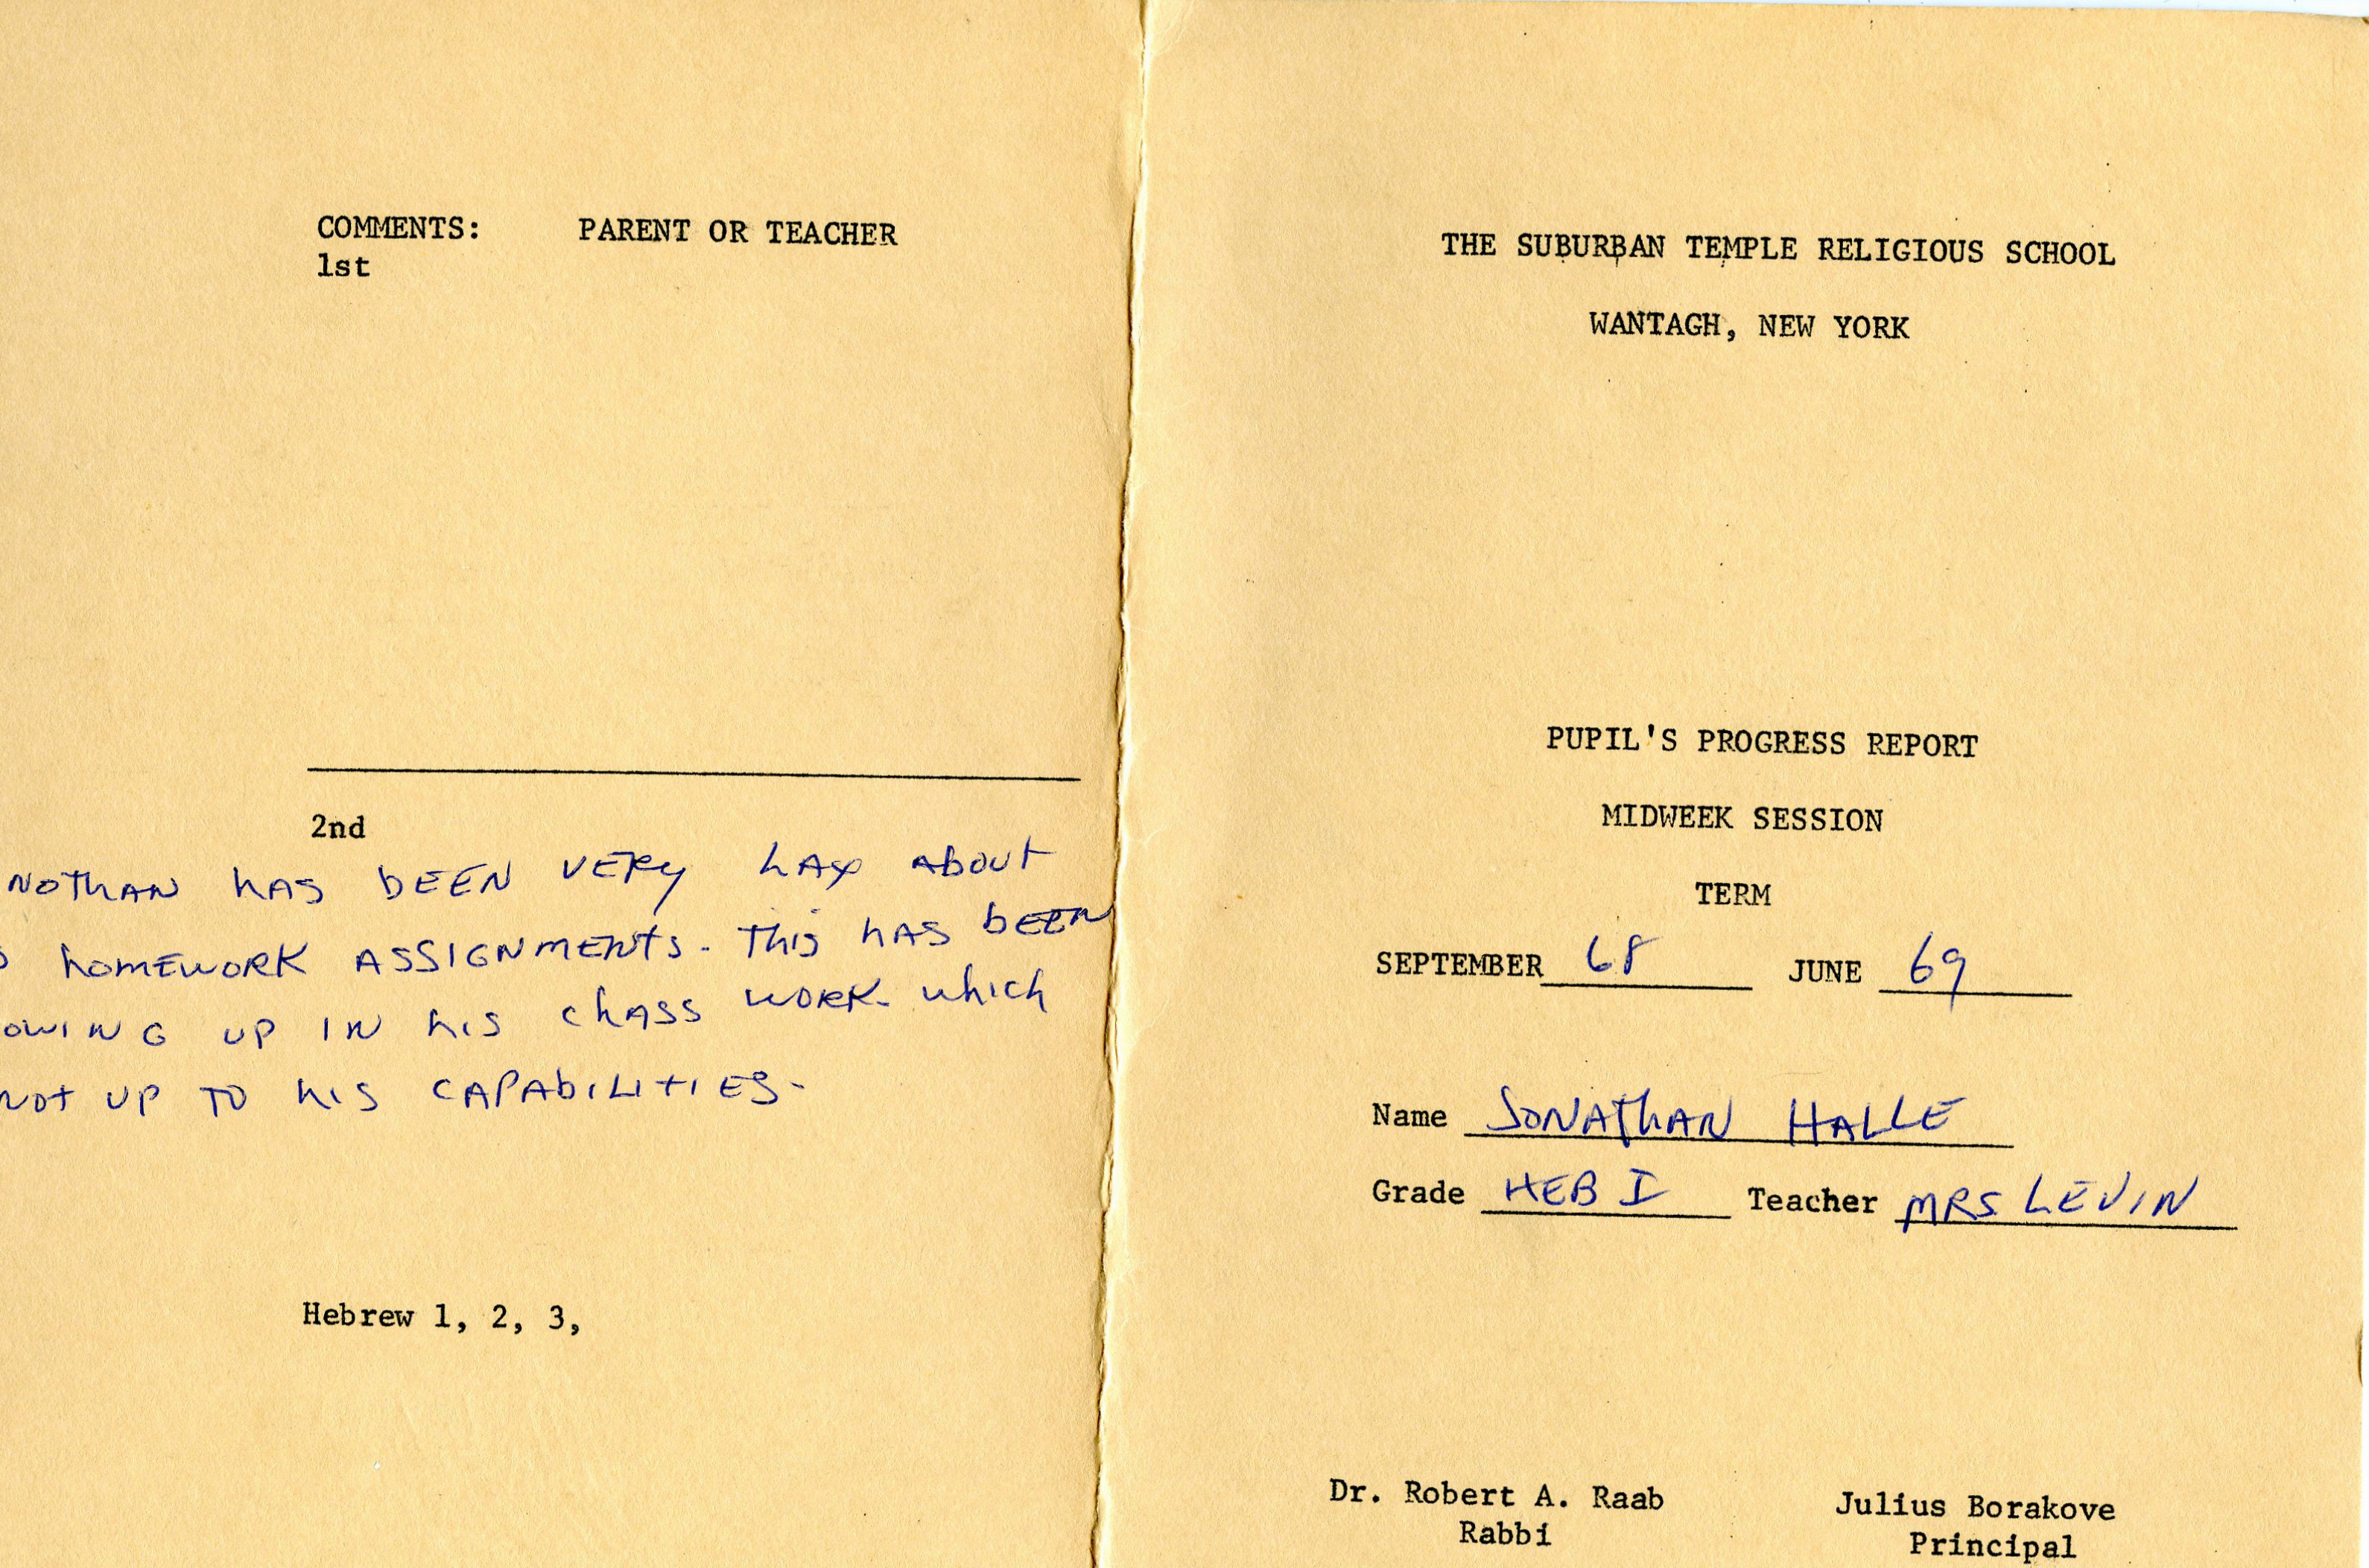 COMMENTS: PARENT OR TEACHER
1st
2nd
NOThAN hAS bEEN VERY LAX AbOUT
hOMEWORK ASSIGNMENTS. This hAS bEEN
OWING UP IN his cLASS WORK which
NOT UP TO his CAPAbILITIES.
Hebrew 1, 2, 3,
THE SUBURBAN TEMPLE RELIGIOUS SCHOOL
WANTAGH, NEW YORK
PUPIL'S PROGRESS REPORT
MIDWEEK SESSION
TERM
SEPTEMBER 68 JUNE 69
Name JONAThAN HALLE
Grade HEB I Teacher MRS LEVIN
Dr. Robert A. Raab
Rabbi
Julius Borakove
Principal